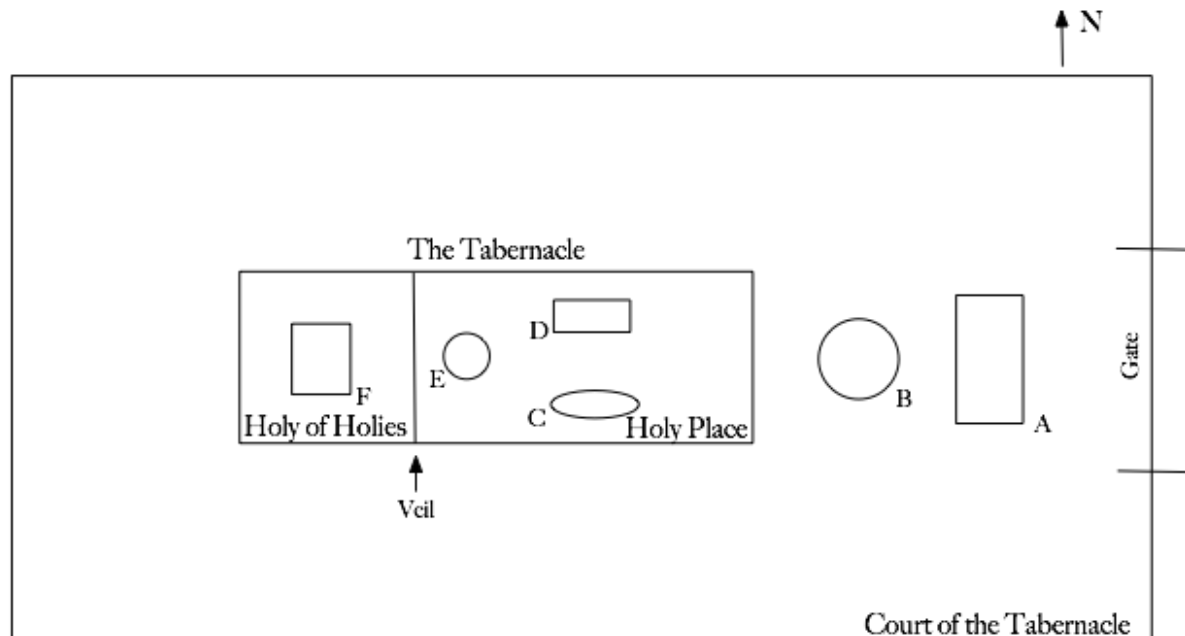 N
The Tabernacle
D
E
F
C
B
A
Gate
Holy of Holies
Holy Place
Veil
Court of the Tabernacle